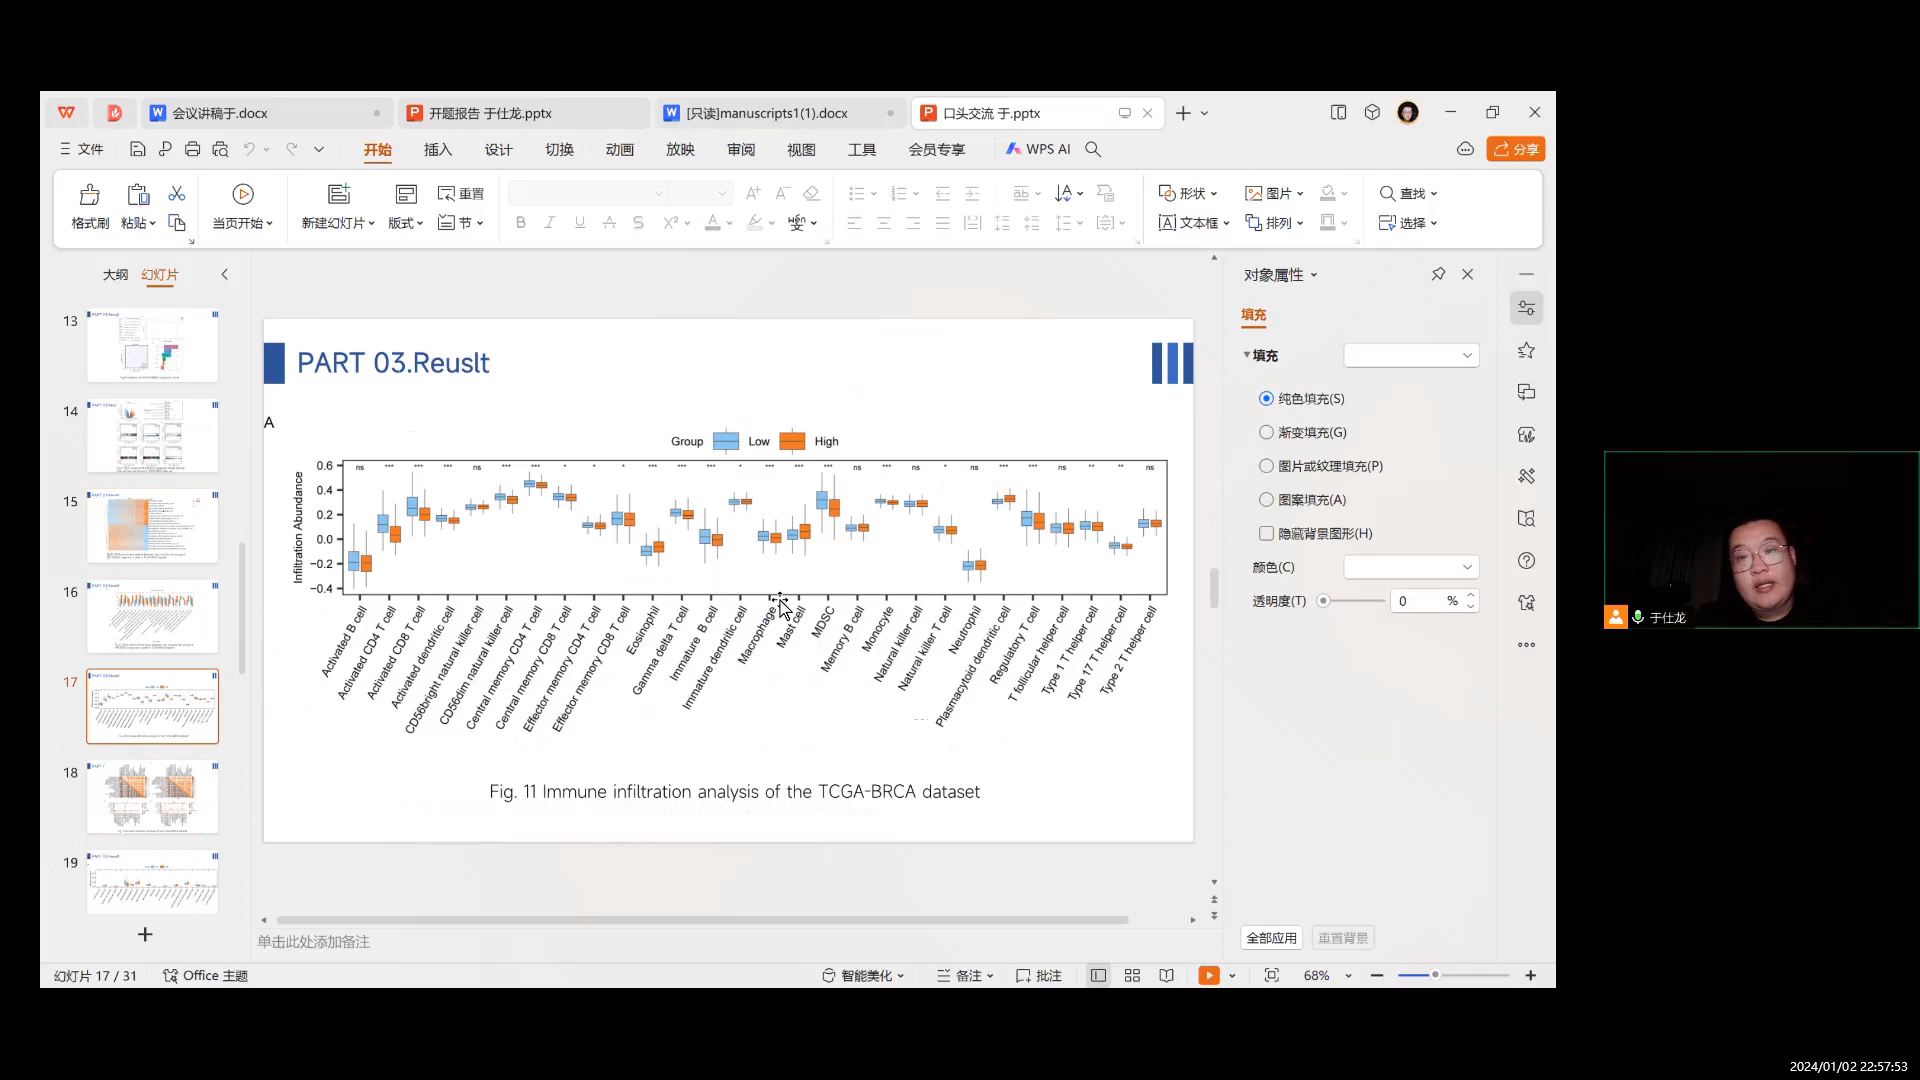 会议讲稿于.docx
开题报告 于仕龙.pptx
[只读]manuscripts1(1).docx
口头交流 于.pptx
文件
开始
插入
设计
切换
动画
放映
审阅
视图
工具
会员专享
WPS AI
分享
格式刷
粘贴
当页开始
新建幻灯片
版式
重置
节
形状
图片
查找
文本框
排列
选择
大纲
幻灯片
13
14
15
16
17
18
19
PART 03.Reuslt
A
Group Low High
Infiltration Abundance
0.6
0.4
0.2
0.0
−0.2
−0.4
ns *** *** *** ns *** *** * * * *** *** *** * *** *** *** ns *** ns * ns *** *** ns ** ** ns
Activated B cell
Activated CD4 T cell
Activated CD8 T cell
Activated dendritic cell
CD56bright natural killer cell
CD56dim natural killer cell
Central memory CD4 T cell
Central memory CD8 T cell
Effector memory CD4 T cell
Effector memory CD8 T cell
Eosinophil
Gamma delta T cell
Immature B cell
Immature dendritic cell
Macrophage
Mast cell
MDSC
Memory B cell
Monocyte
Natural killer cell
Natural killer T cell
Neutrophil
Plasmacytoid dendritic cell
Regulatory T cell
T follicular helper cell
Type 1 T helper cell
Type 17 T helper cell
Type 2 T helper cell
Fig. 11 Immune infiltration analysis of the TCGA-BRCA dataset
单击此处添加备注
对象属性
填充
填充
纯色填充(S)
渐变填充(G)
图片或纹理填充(P)
图案填充(A)
隐藏背景图形(H)
颜色(C)
透明度(T) 0 %
全部应用
重置背景
幻灯片 17 / 31
Office 主题
智能美化
备注
批注
68%
于仕龙
2024/01/02 22:57:53